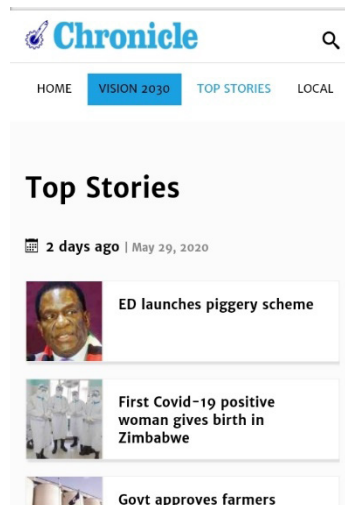 Chronicle
HOME VISION 2030 TOP STORIES LOCAL
Top Stories
2 days ago | May 29, 2020
ED launches piggery scheme
First Covid-19 positive
woman gives birth in
Zimbabwe
Govt approves farmers